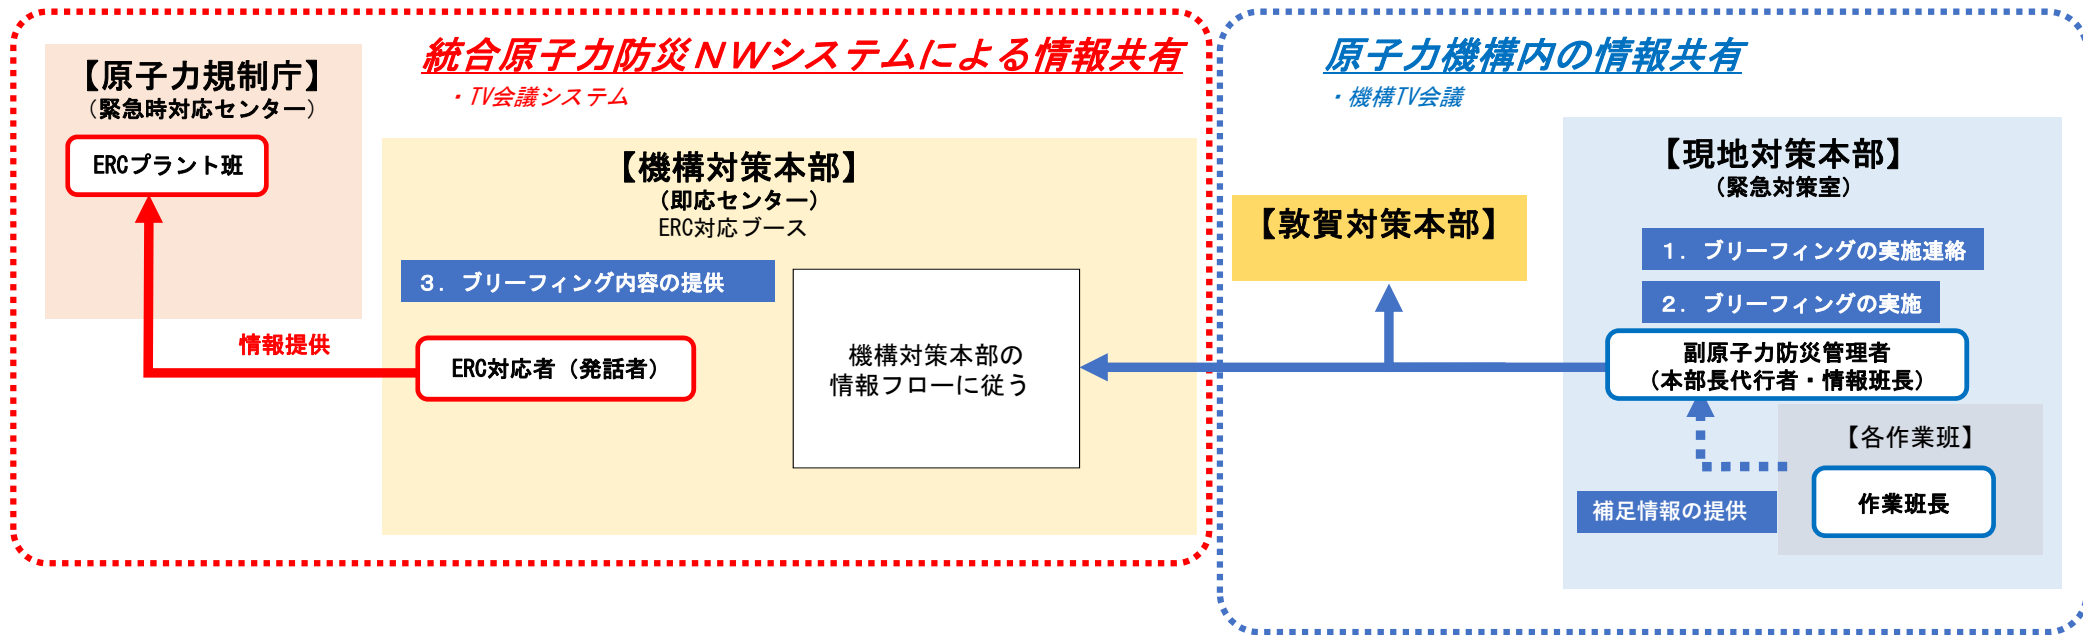 統合原子力防災NWシステムによる情報共有
・TV会議システム
【原子力規制庁】
（緊急時対応センター）
ERCプラント班
【機構対策本部】
（即応センター）
ERC対応ブース
３．ブリーフィング内容の提供
情報提供
ERC対応者（発話者）
機構対策本部の
情報フローに従う
原子力機構内の情報共有
・機構TV会議
【敦賀対策本部】
【現地対策本部】
（緊急対策室）
１．ブリーフィングの実施連絡
２．ブリーフィングの実施
副原子力防災管理者
（本部長代行者・情報班長）
【各作業班】
作業班長
補足情報の提供